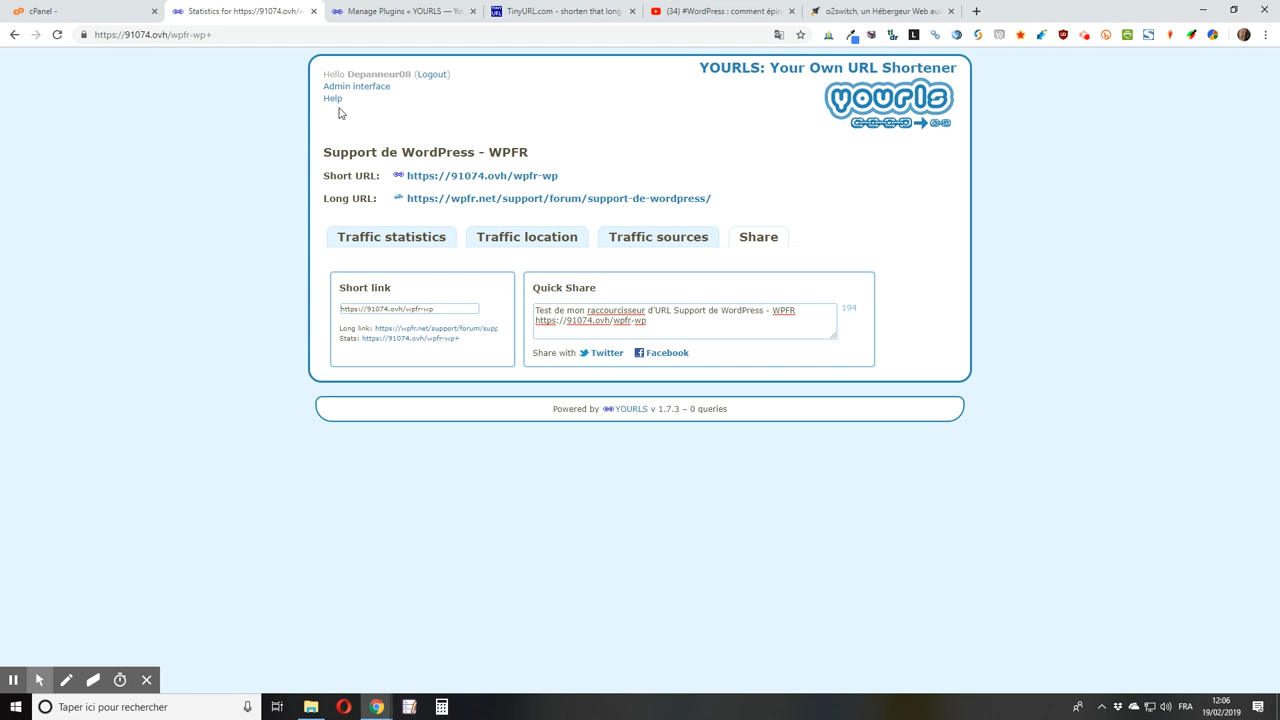 cPanel -
Statistics for https://91074.ovh/w
Manage Plugins « YOURLS — Yo
TinyURL.com - shorten that long
(34) #WordPress : comment épin
o2switch, un Hébergeur Web au
https://91074.ovh/wpfr-wp+
Hello Depanneur08 (Logout)
Admin interface
Help
YOURLS: Your Own URL Shortener
yourls
Support de WordPress - WPFR
Short URL: https://91074.ovh/wpfr-wp
Long URL: https://wpfr.net/support/forum/support-de-wordpress/
Traffic statistics
Traffic location
Traffic sources
Share
Short link
https://91074.ovh/wpfr-wp
Long link: https://wpfr.net/support/forum/supp
Stats: https://91074.ovh/wpfr-wp+
Quick Share
Test de mon raccourcisseur d'URL Support de WordPress - WPFR
https://91074.ovh/wpfr-wp
194
Share with Twitter Facebook
Powered by YOURLS v 1.7.3 – 0 queries
Taper ici pour rechercher
FRA
12:06
19/02/2019